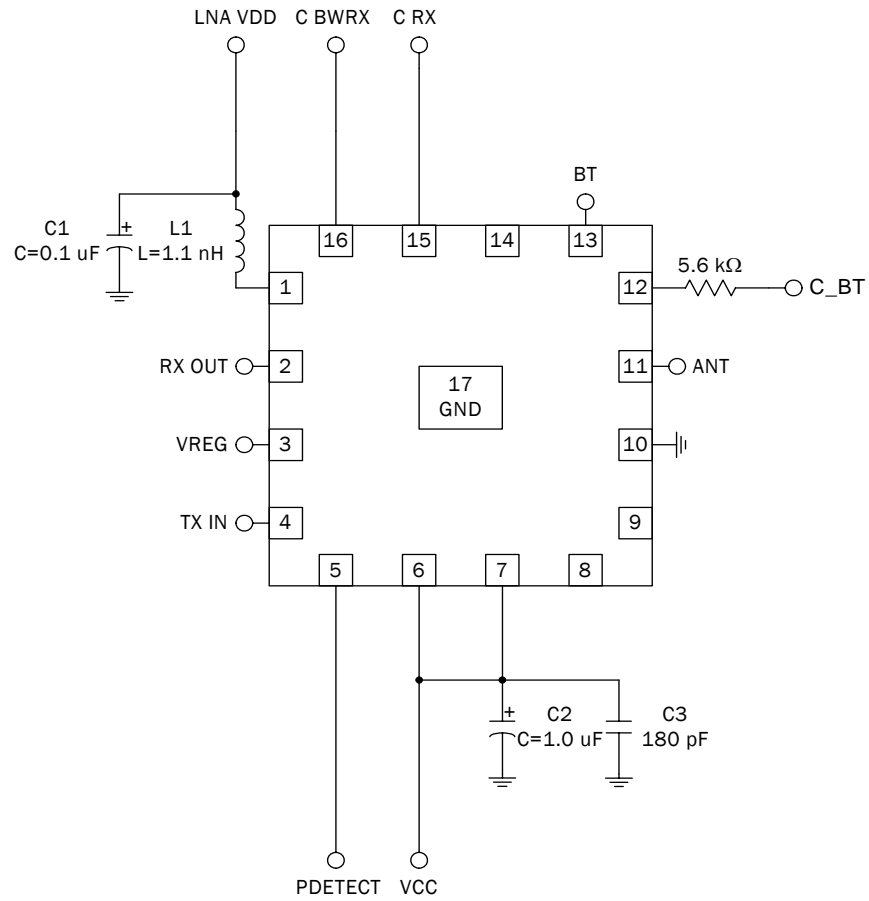 LNA VDD
C BWRX
C RX
BT
C1
C=0.1 uF
+
L1
L=1.1 nH
16
15
14
13
1
12
5.6 kΩ
C_BT
RX OUT
2
17
GND
11
ANT
VREG
3
10
TX IN
4
9
5
6
7
8
+
C2
C=1.0 uF
C3
180 pF
PDETECT
VCC